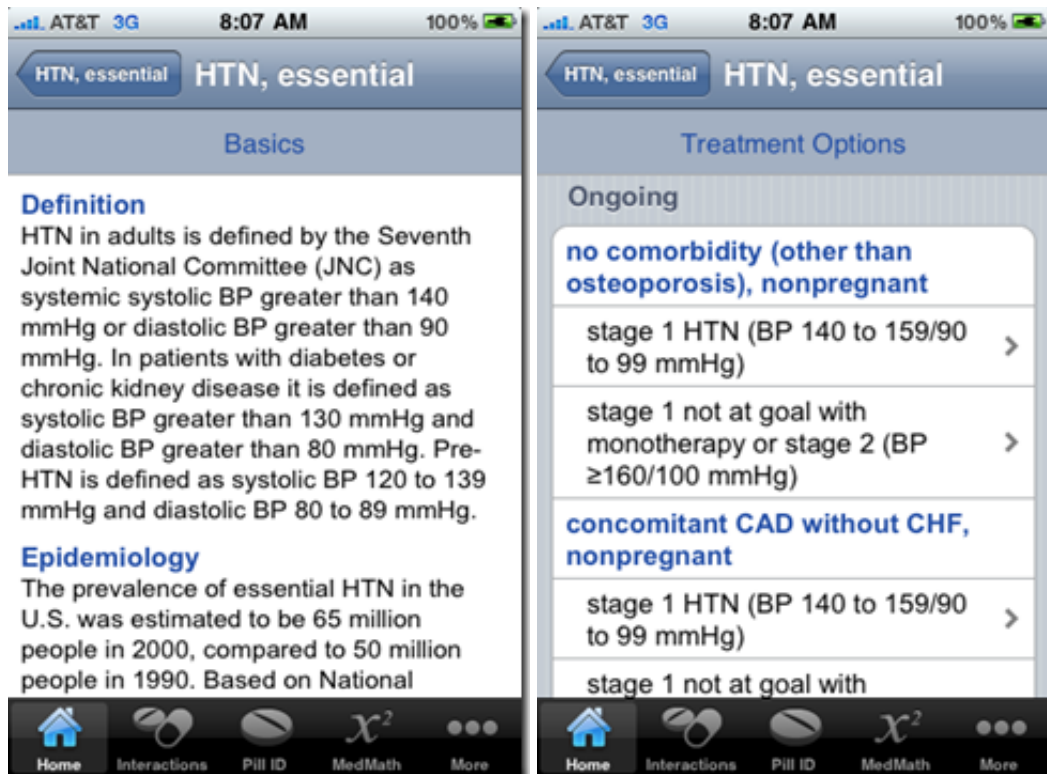 AT&T 3G 8:07 AM 100%
HTN, essential HTN, essential
Basics
Definition
HTN in adults is defined by the Seventh
Joint National Committee (JNC) as
systemic systolic BP greater than 140
mmHg or diastolic BP greater than 90
mmHg. In patients with diabetes or
chronic kidney disease it is defined as
systolic BP greater than 130 mmHg and
diastolic BP greater than 80 mmHg. Pre-
HTN is defined as systolic BP 120 to 139
mmHg and diastolic BP 80 to 89 mmHg.
Epidemiology
The prevalence of essential HTN in the
U.S. was estimated to be 65 million
people in 2000, compared to 50 million
people in 1990. Based on National
x²
Home Interactions Pill ID MedMath More
AT&T 3G 8:07 AM 100%
HTN, essential HTN, essential
Treatment Options
Ongoing
no comorbidity (other than
osteoporosis), nonpregnant
stage 1 HTN (BP 140 to 159/90
to 99 mmHg)
stage 1 not at goal with
monotherapy or stage 2 (BP
≥160/100 mmHg)
concomitant CAD without CHF,
nonpregnant
stage 1 HTN (BP 140 to 159/90
to 99 mmHg)
stage 1 not at goal with
x²
Home Interactions Pill ID MedMath More